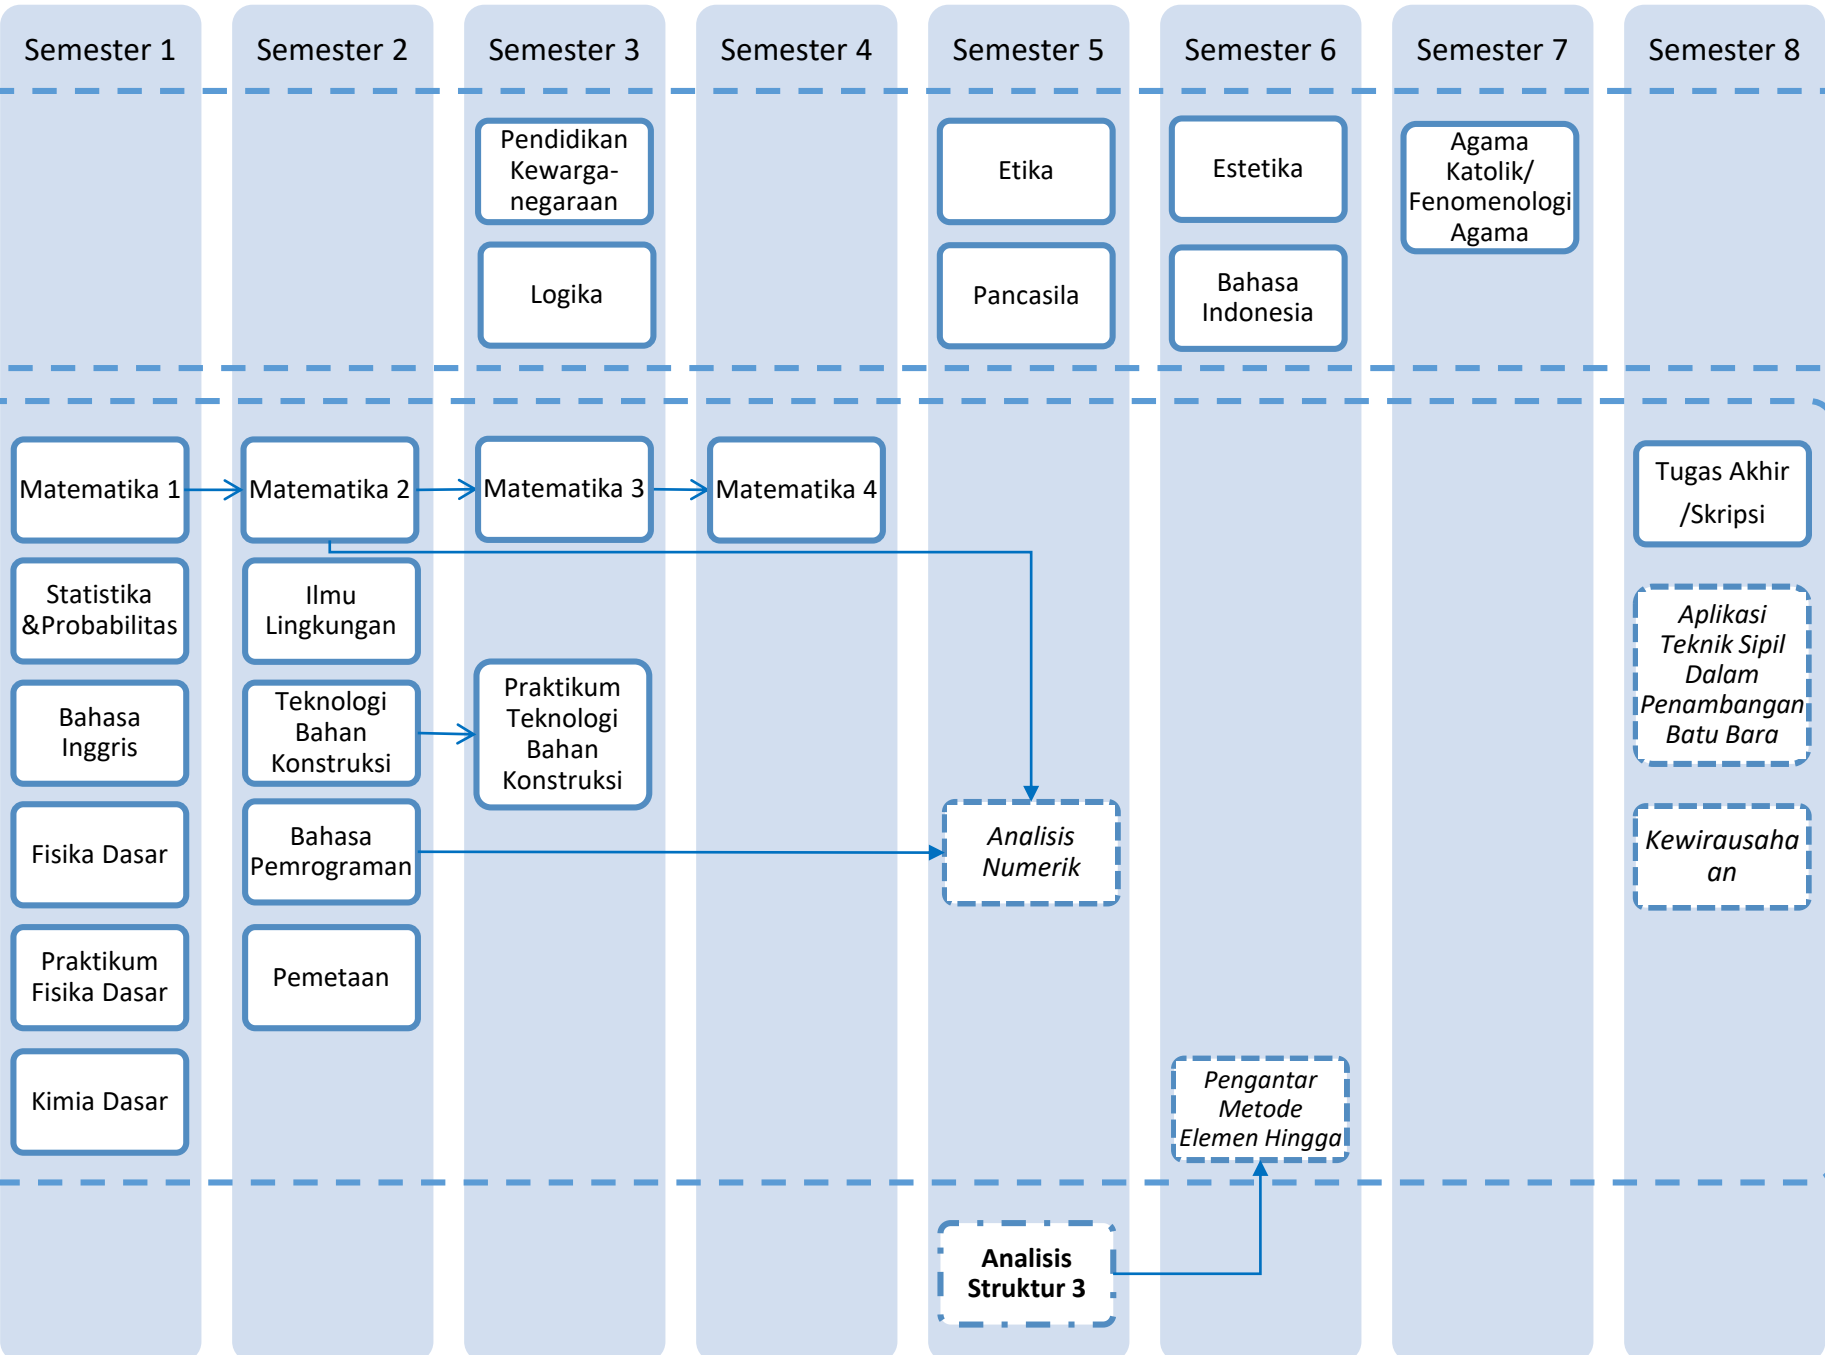 Semester 1
Semester 2
Semester 3
Semester 4
Semester 5
Semester 6
Semester 7
Semester 8
Pendidikan
Kewarga-
negaraan
Etika
Estetika
Agama
Katolik/
Fenomenologi
Agama
Logika
Pancasila
Bahasa
Indonesia
Matematika 1
Matematika 2
Matematika 3
Matematika 4
Tugas Akhir
/Skripsi
Statistika
&Probabilitas
Ilmu
Lingkungan
Aplikasi
Teknik Sipil
Dalam
Penambangan
Batu Bara
Bahasa
Inggris
Teknologi
Bahan
Konstruksi
Praktikum
Teknologi
Bahan
Konstruksi
Fisika Dasar
Bahasa
Pemrograman
Analisis
Numerik
Kewirausaha
an
Praktikum
Fisika Dasar
Pemetaan
Kimia Dasar
Pengantar
Metode
Elemen Hingga
Analisis
Struktur 3